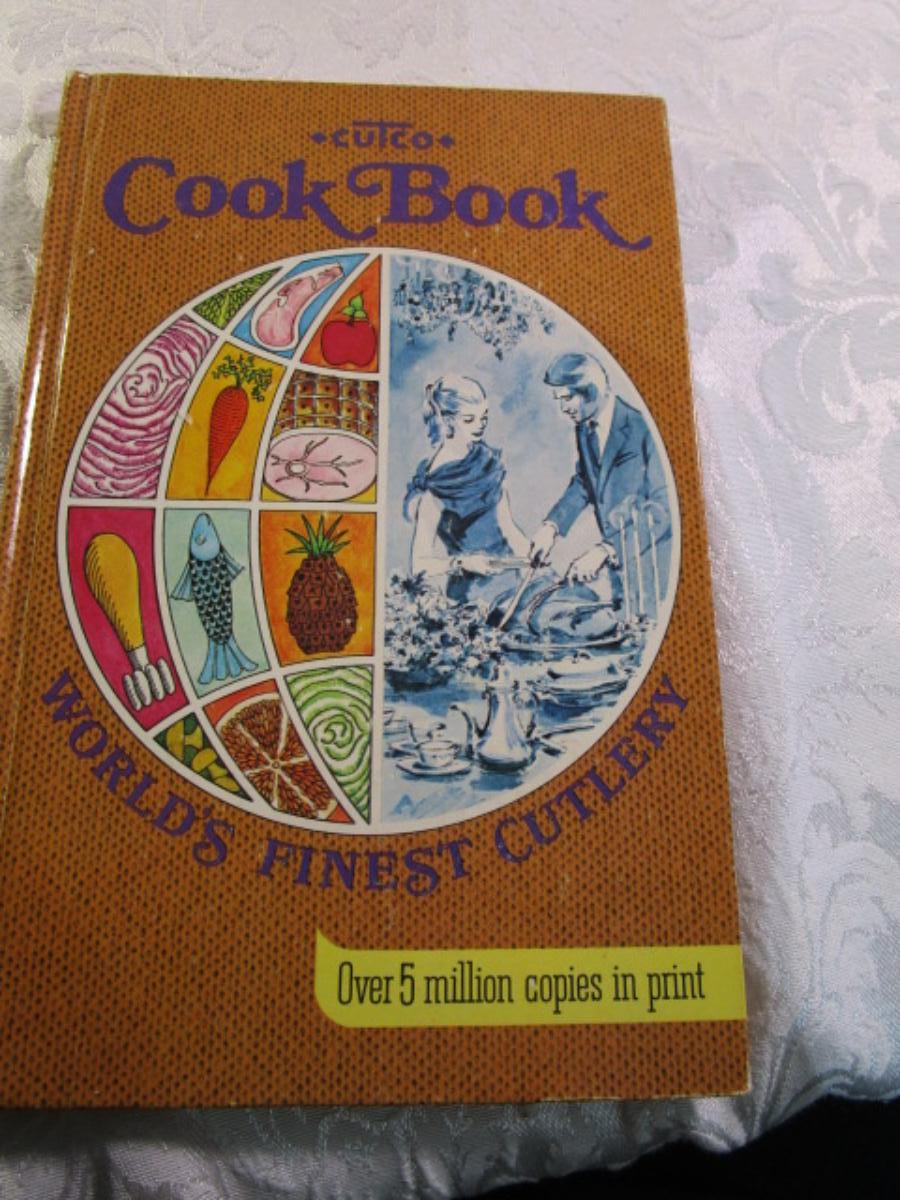 CUTCO
Cook Book
WORLD'S FINEST CUTLERY
Over 5 million copies in print